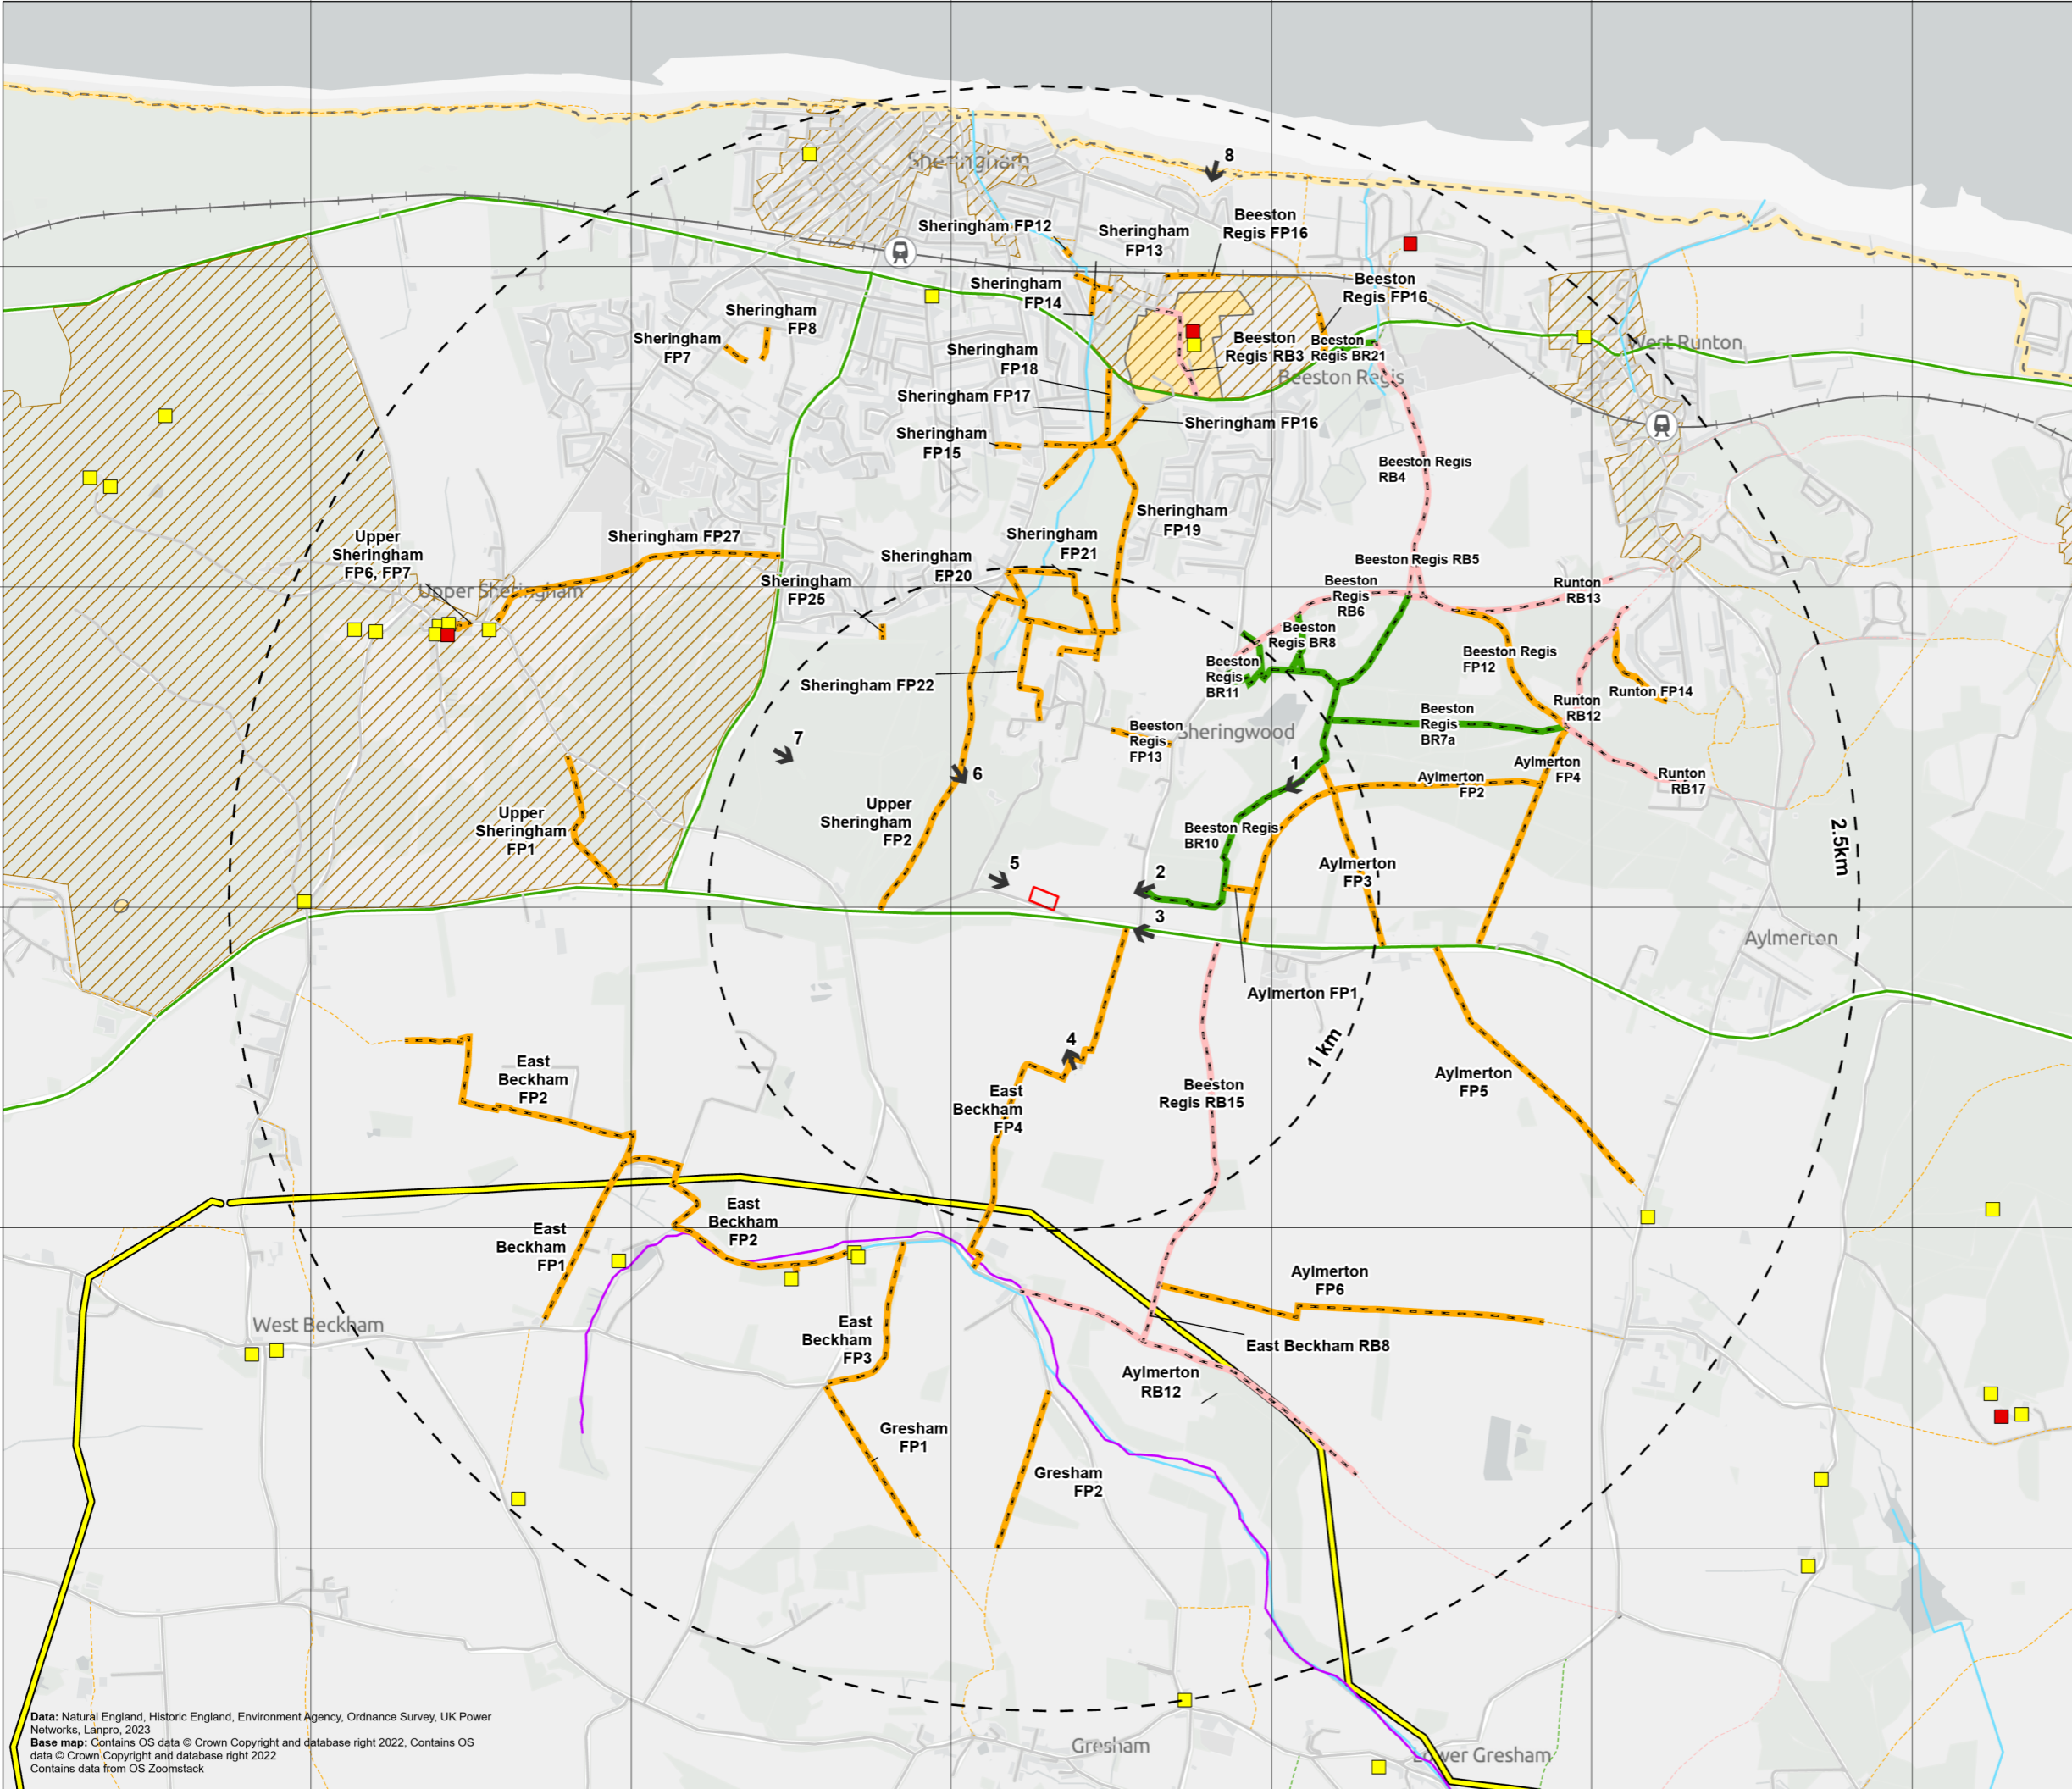 Sheringham
8
Beeston
Regis FP16
Sheringham FP12
Sheringham
FP13
Sheringham
FP14
Beeston
Regis FP16
Sheringham
FP8
Sheringham
FP7
Beeston
Regis RB3
Beeston
Regis BR21
West Runton
Beeston Regis
Sheringham
FP18
Sheringham FP17
Sheringham FP16
Sheringham
FP15
Beeston Regis
RB4
Sheringham
FP19
Sheringham FP27
Upper
Sheringham
FP6, FP7
Sheringham
FP21
Sheringham
FP20
Beeston Regis RB5
Upper Sheringham
Sheringham
FP25
Beeston
Regis
RB6
Runton
RB13
Beeston
Regis BR8
Beeston Regis
FP12
Beeston
Regis
BR11
Sheringham FP22
Runton FP14
Runton
RB12
Beeston
Regis
BR7a
Beeston
Regis
FP13
Sheringwood
7
6
1
Aylmerton
FP4
Aylmerton
FP2
Runton
RB17
Upper
Sheringham
FP1
Upper
Sheringham
FP2
Beeston Regis
BR10
2.5km
Aylmerton
FP3
5
2
3
Aylmerton
Aylmerton FP1
4
1 km
East
Beckham
FP2
East
Beckham
FP4
Beeston
Regis RB15
Aylmerton
FP5
East
Beckham
FP2
East
Beckham
FP1
Aylmerton
FP6
West Beckham
East
Beckham
FP3
East Beckham RB8
Aylmerton
RB12
Gresham
FP1
Gresham
FP2
Data: Natural England, Historic England, Environment Agency, Ordnance Survey, UK Power
Networks, Lanpro, 2023
Base map: Contains OS data © Crown Copyright and database right 2022, Contains OS
data © Crown Copyright and database right 2022
Contains data from OS Zoomstack
Gresham
Lower Gresham